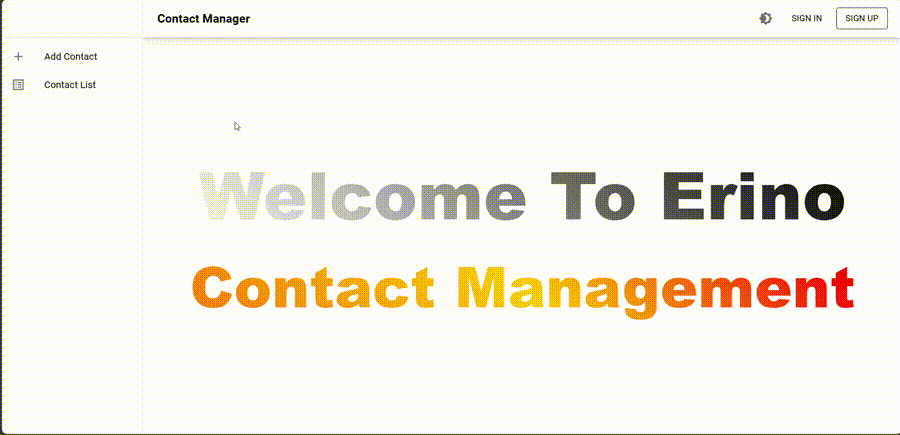 Contact Manager
SIGN IN
SIGN UP
Add Contact
Contact List
Welcome To Erino
Contact Management